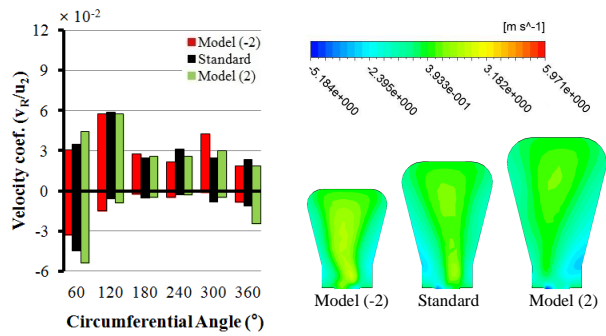 12 ×10⁻²
9
6
3
0
-3
-6
Velocity coef. (v_R/u_2)
Model (-2)
Standard
Model (2)
60 120 180 240 300 360
Circumferential Angle (°)
[m s^-1]
-5.184e+000
-2.395e+000
3.933e-001
3.182e+000
5.971e+000
Model (-2) Standard Model (2)